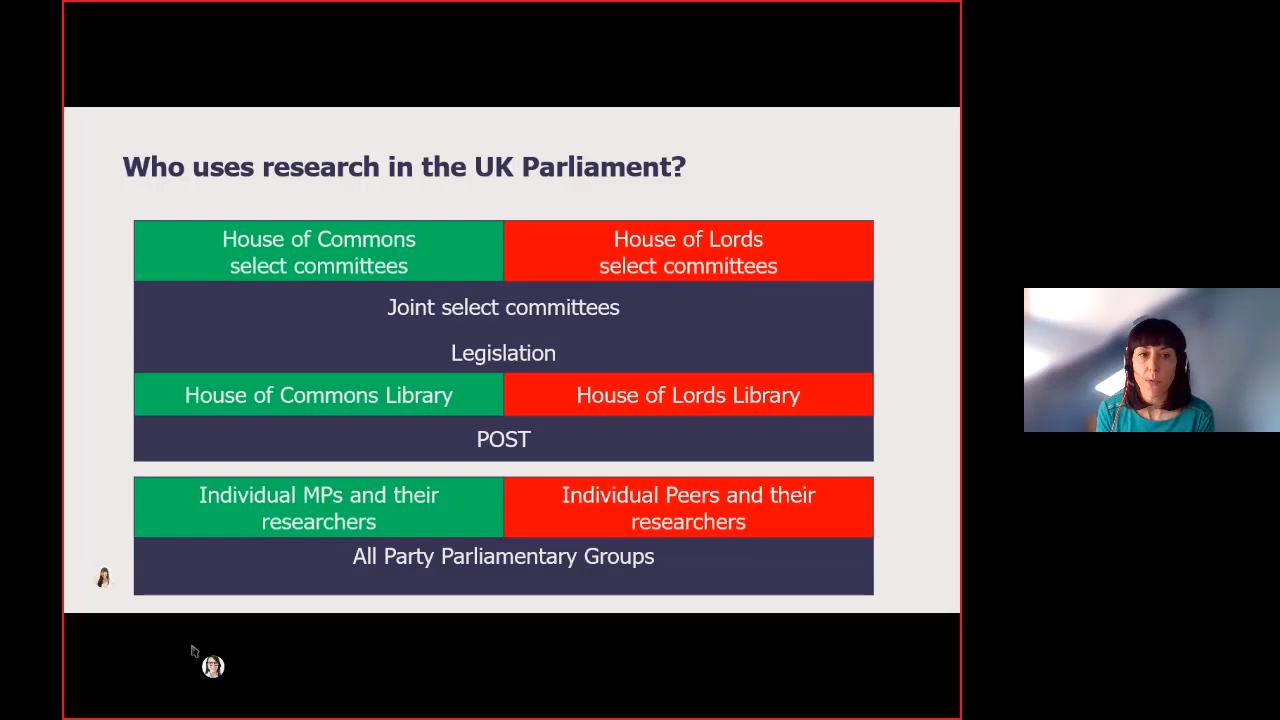 Who uses research in the UK Parliament?
House of Commons
select committees
House of Lords
select committees
Joint select committees
Legislation
House of Commons Library
House of Lords Library
POST
Individual MPs and their
researchers
Individual Peers and their
researchers
All Party Parliamentary Groups